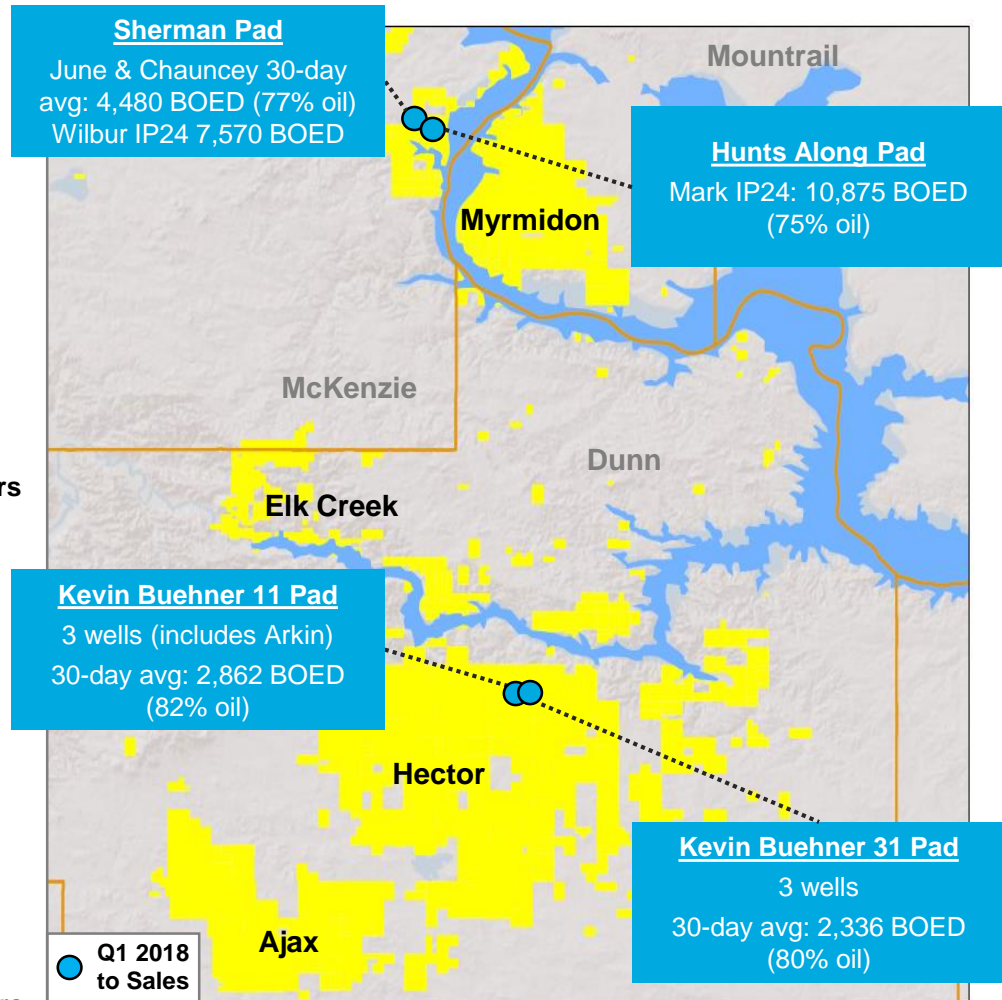 Sherman Pad
June & Chauncey 30-day
avg: 4,480 BOED (77% oil)
Wilbur IP24 7,570 BOED
Mountrail
Hunts Along Pad
Mark IP24: 10,875 BOED
(75% oil)
Myrmidon
McKenzie
Dunn
rs
Elk Creek
Kevin Buehner 11 Pad
3 wells (includes Arkin)
30-day avg: 2,862 BOED
(82% oil)
Hector
Kevin Buehner 31 Pad
3 wells
30-day avg: 2,336 BOED
(80% oil)
Ajax
Q1 2018
to Sales